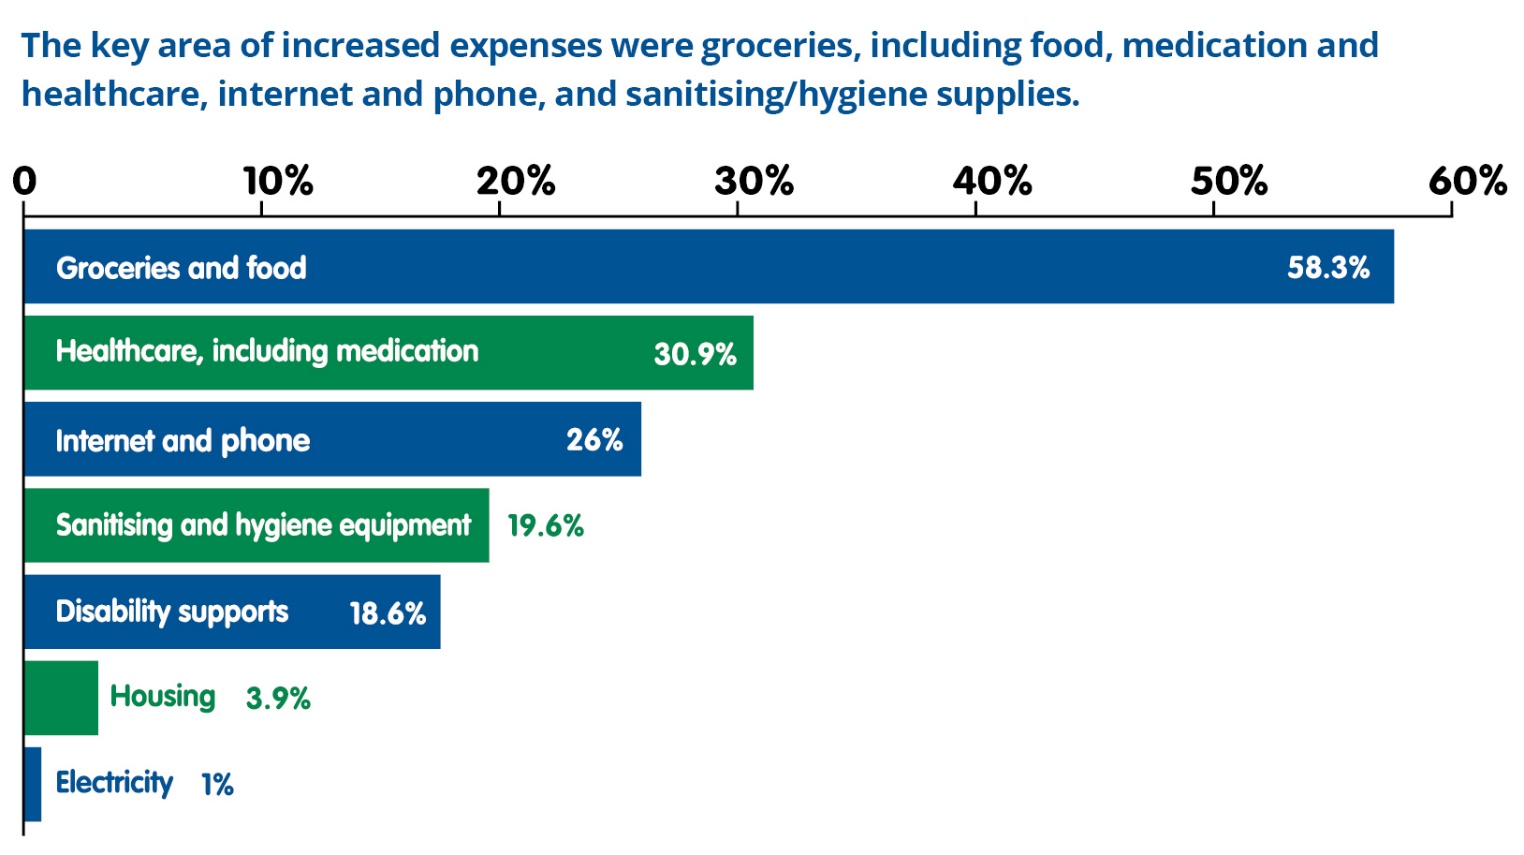 The key area of increased expenses were groceries, including food, medication and
healthcare, internet and phone, and sanitising/hygiene supplies.
0 10% 20% 30% 40% 50% 60%
Groceries and food 58.3%
Healthcare, including medication 30.9%
Internet and phone 26%
Sanitising and hygiene equipment 19.6%
Disability supports 18.6%
Housing 3.9%
Electricity 1%